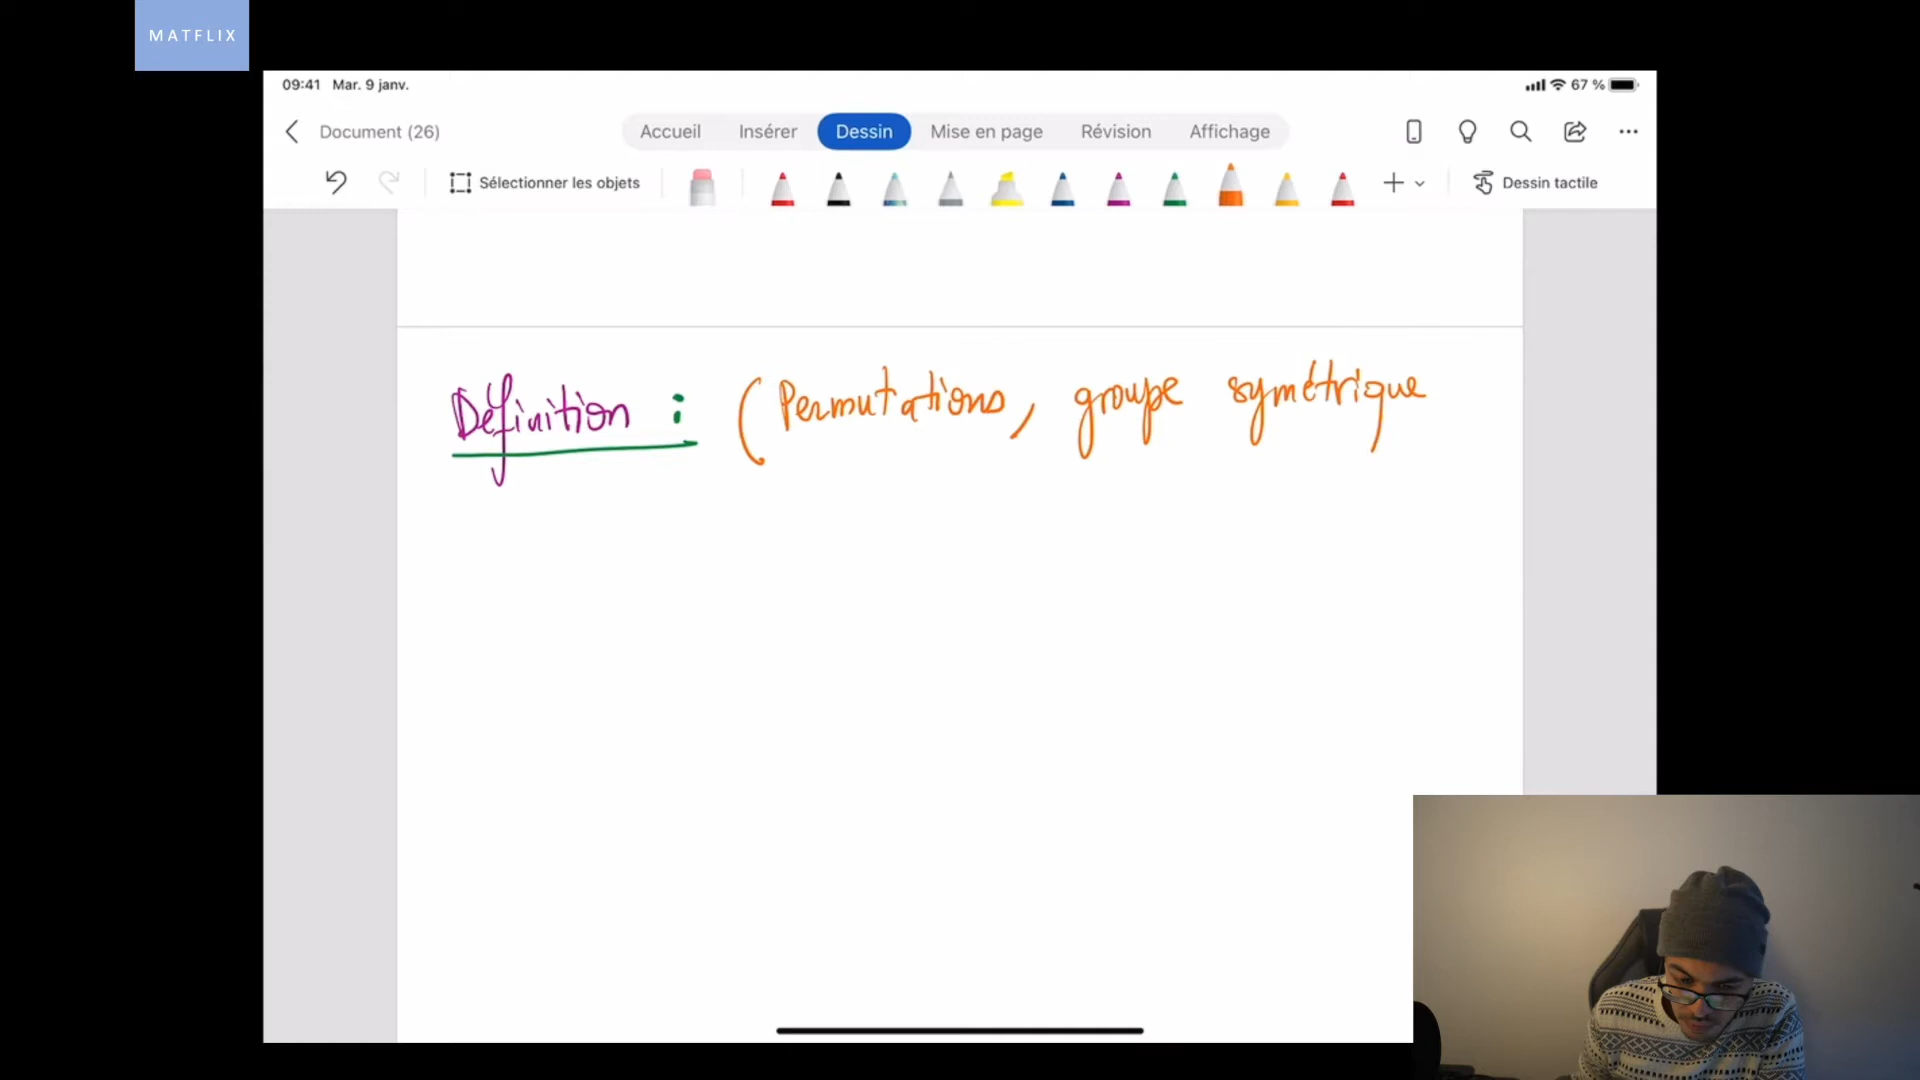 MATFLIX
09:41 Mar. 9 janv.
67 %
Document (26)
Accueil Insérer Dessin Mise en page Révision Affichage
Sélectionner les objets
Dessin tactile
Définition : (Permutations, groupe symétrique